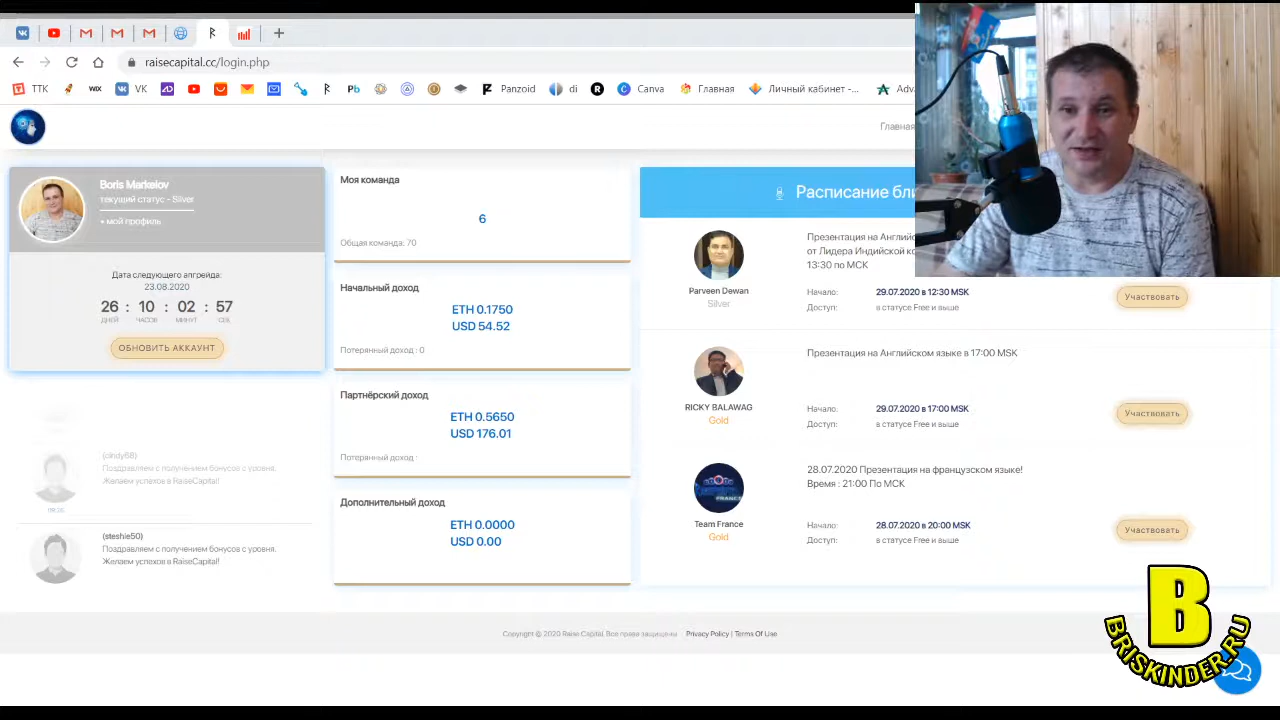 raisecapital.cc/login.php
ТТК
WIX
VK
Pb
Panzoid
di
Canva
Главная
Личный кабинет -...
Adva
Главная
Boris Markelov
текущий статус - Silver
• мой профиль
Дата следующего апгрейда:
23.08.2020
26 : 10 : 02 : 57
ДНЕЙ ЧАСОВ МИНУТ СЕК
ОБНОВИТЬ АККАУНТ
(cindy68)
Поздравляем с получением бонусов с уровня.
Желаем успехов в RaiseCapital!
(steshie50)
Поздравляем с получением бонусов с уровня.
Желаем успехов в RaiseCapital!
Моя команда
6
Общая команда: 70
Начальный доход
ETH 0.1750
USD 54.52
Потерянный доход : 0
Партнёрский доход
ETH 0.5650
USD 176.01
Потерянный доход :
Дополнительный доход
ETH 0.0000
USD 0.00
Расписание бли
Parveen Dewan
Silver
Презентация на Английс
от Лидера Индийской ко
13:30 по МСК
Начало: 29.07.2020 в 12:30 MSK
Доступ: в статусе Free и выше
Участвовать
RICKY BALAWAG
Gold
Презентация на Английском языке в 17:00 MSK
Начало: 29.07.2020 в 17:00 MSK
Доступ: в статусе Free и выше
Участвовать
FRANCE
Team France
Gold
28.07.2020 Презентация на французском языке!
Время : 21:00 По МСК
Начало: 28.07.2020 в 20:00 MSK
Доступ: в статусе Free и выше
Участвовать
Copyright © 2020 Raise Capital. Все права защищены Privacy Policy | Terms Of Use
B
BRISKINDER.RU